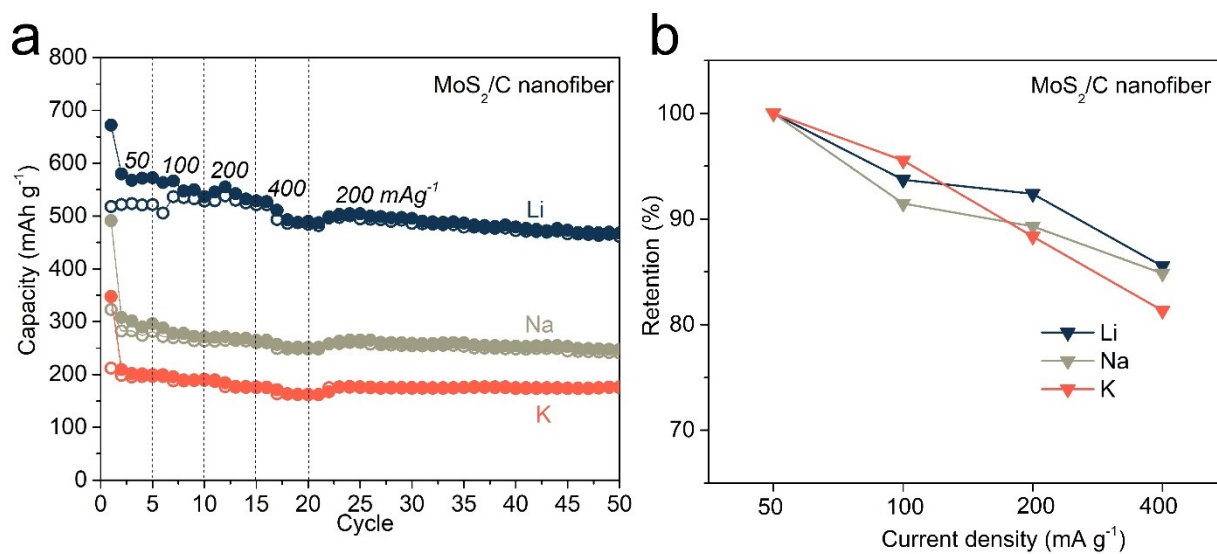 a
MoS2/C nanofiber
800
700
600
500
400
300
200
100
0
50
100
200
400
200 mAg-1
Li
Na
K
0
5
10
15
20
25
30
35
40
45
50
Cycle
Capacity (mAh g-1)
b
MoS2/C nanofiber
100
90
80
70
Li
Na
K
50
100
200
400
Current density (mA g-1)
Retention (%)